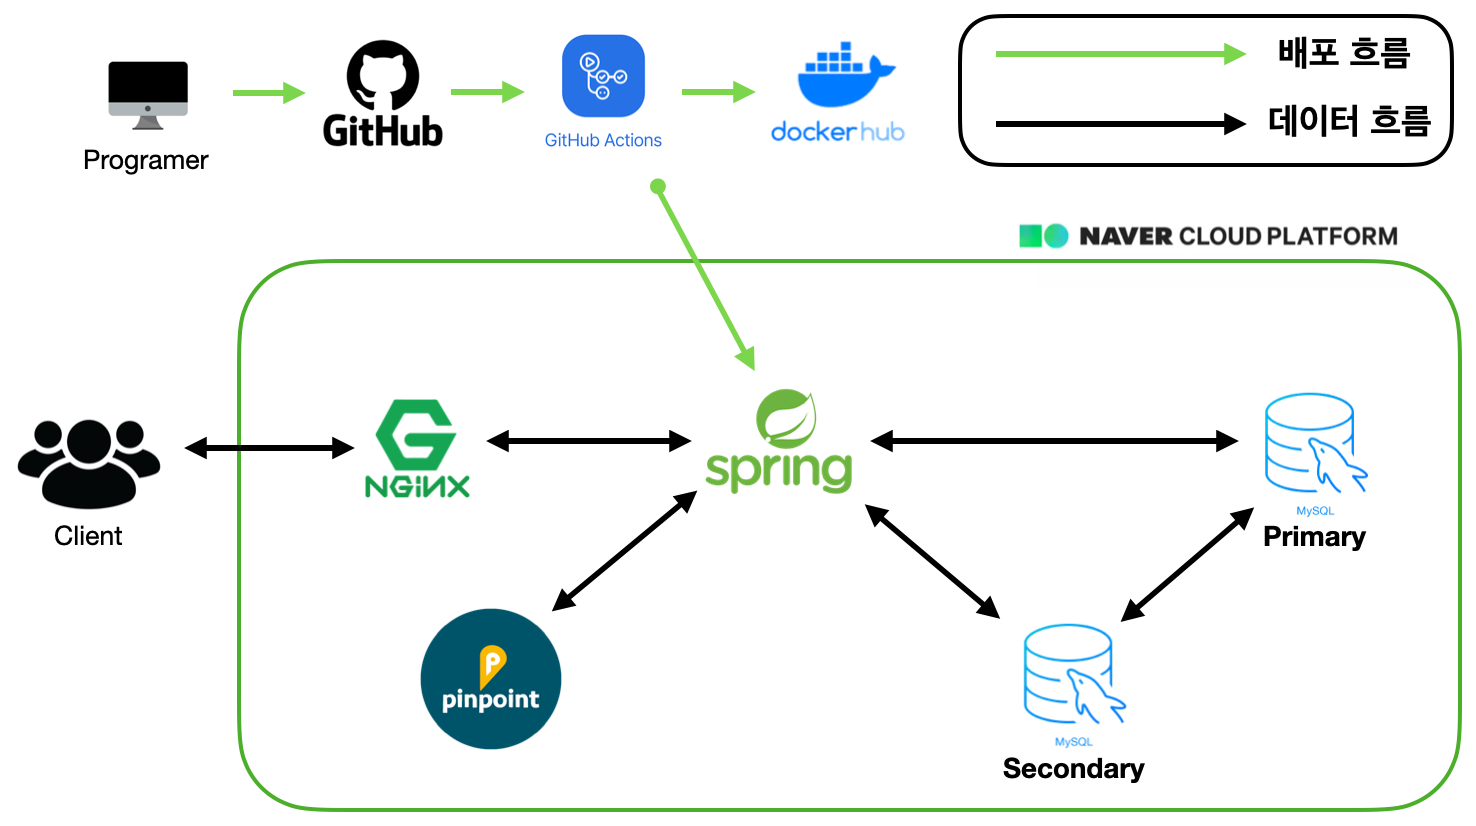 배포 흐름
데이터 흐름
Programer
GitHub
GitHub Actions
docker hub
NAVER CLOUD PLATFORM
Client
NGiNX
spring
MySQL
Primary
pinpoint
MySQL
Secondary